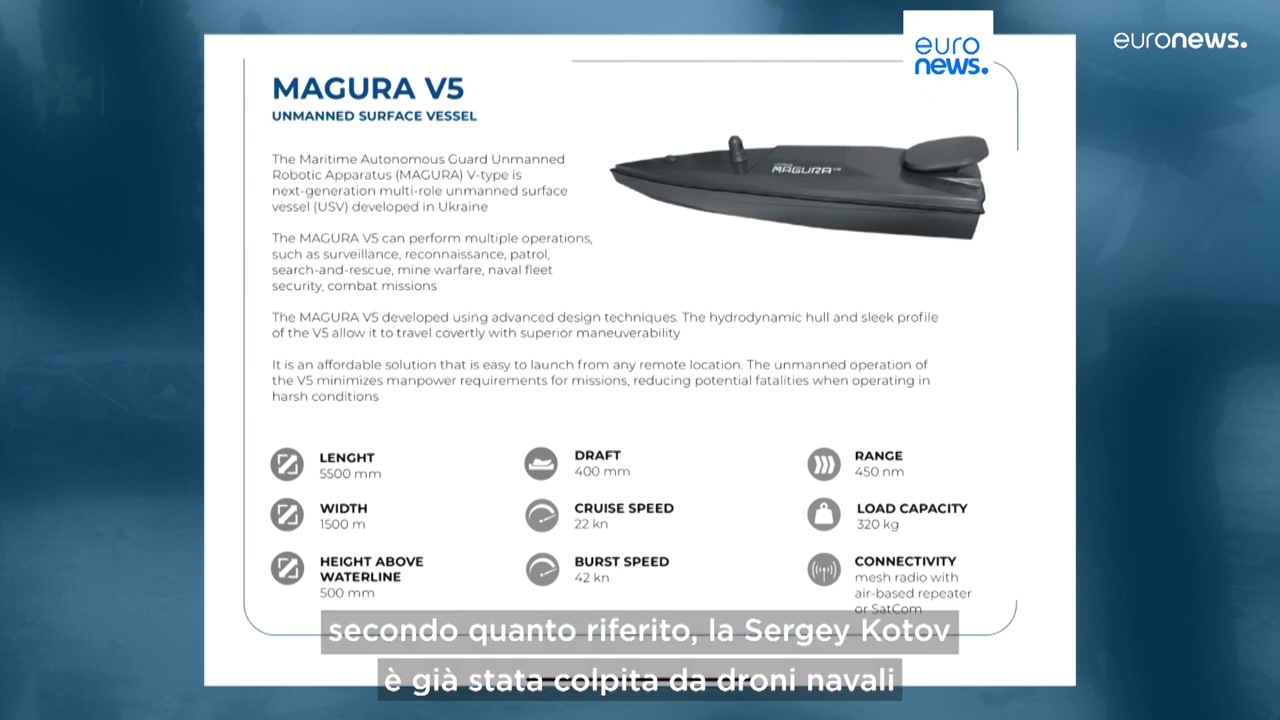 euro
news.
euronews.
MAGURA V5
UNMANNED SURFACE VESSEL
The Maritime Autonomous Guard Unmanned
Robotic Apparatus (MAGURA) V-type is
next-generation multi-role unmanned surface
vessel (USV) developed in Ukraine
MAGURA V5
The MAGURA V5 can perform multiple operations,
such as surveillance, reconnaissance, patrol,
search-and-rescue, mine warfare, naval fleet
security, combat missions
The MAGURA V5 developed using advanced design techniques. The hydrodynamic hull and sleek profile
of the V5 allow it to travel covertly with superior maneuverability
It is an affordable solution that is easy to launch from any remote location. The unmanned operation of
the V5 minimizes manpower requirements for missions, reducing potential fatalities when operating in
harsh conditions
LENGHT
5500 mm
DRAFT
400 mm
RANGE
450 nm
WIDTH
1500 m
CRUISE SPEED
22 kn
LOAD CAPACITY
320 kg
HEIGHT ABOVE
WATERLINE
500 mm
BURST SPEED
42 kn
CONNECTIVITY
mesh radio with
air-based repeater
or SatCom
secondo quanto riferito, la Sergey Kotov
è già stata colpita da droni navali